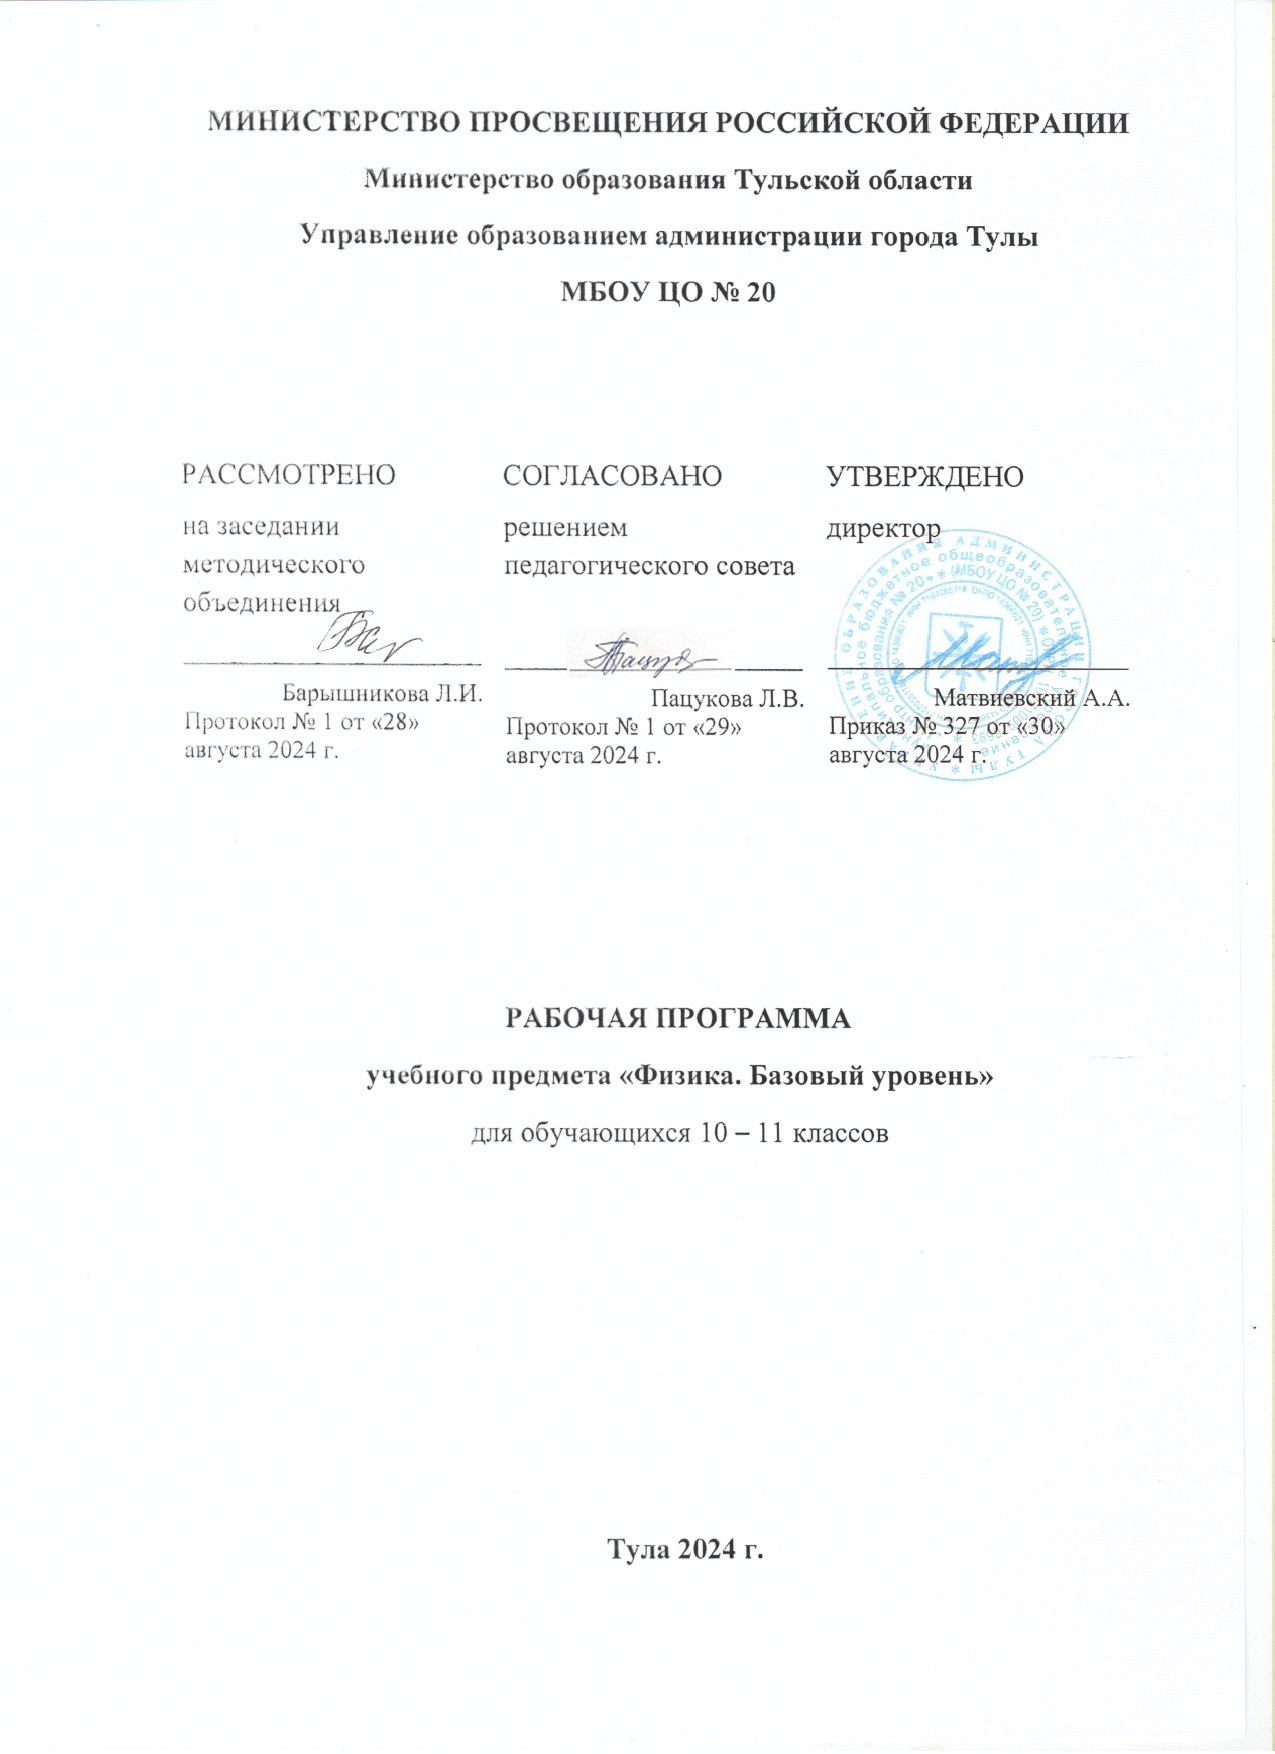 МИНИСТЕРСТВО ПРОСВЕЩЕНИЯ РОССИЙСКОЙ ФЕДЕРАЦИИ
Министерство образования Тульской области
Управление образованием администрации города Тулы
МБОУ ЦО № 20
РАССМОТРЕНО
на заседании
методического
объединения
Барышникова Л.И.
Протокол № 1 от «28»
августа 2024 г.
СОГЛАСОВАНО
решением
педагогического совета
Пацукова Л.В.
Протокол № 1 от «29»
августа 2024 г.
УТВЕРЖДЕНО
директор
Матвиевский А.А.
Приказ № 327 от «30»
августа 2024 г.
РАБОЧАЯ ПРОГРАММА
учебного предмета «Физика. Базовый уровень»
для обучающихся 10 – 11 классов
Тула 2024 г.